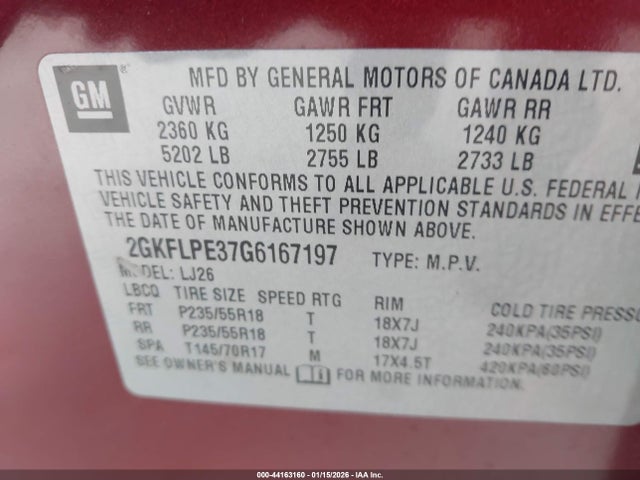 GM
MFD BY GENERAL MOTORS OF CANADA LTD.
GVWR GAWR FRT GAWR RR
2360 KG 1250 KG 1240 KG
5202 LB 2755 LB 2733 LB
THIS VEHICLE CONFORMS TO ALL APPLICABLE U.S. FEDERAL
VEHICLE SAFETY AND THEFT PREVENTION STANDARDS IN EFFE
THE DATE OF MANUFACTURE SHOWN ABOVE.
2GKFLPE37G6167197 TYPE: M.P.V.
MODEL: LJ26
LBCQ TIRE SIZE SPEED RTG RIM COLD TIRE PRESSU
FRT P235/55R18 T 18X7J 240KPA(35PSI)
RR P235/55R18 T 18X7J 240KPA(35PSI)
SPA T145/70R17 M 17X4.5T 420KPA(60PSI)
SEE OWNER'S MANUAL FOR MORE INFORMATION.
000-44163160 - 01/15/2026 - IAA Inc.